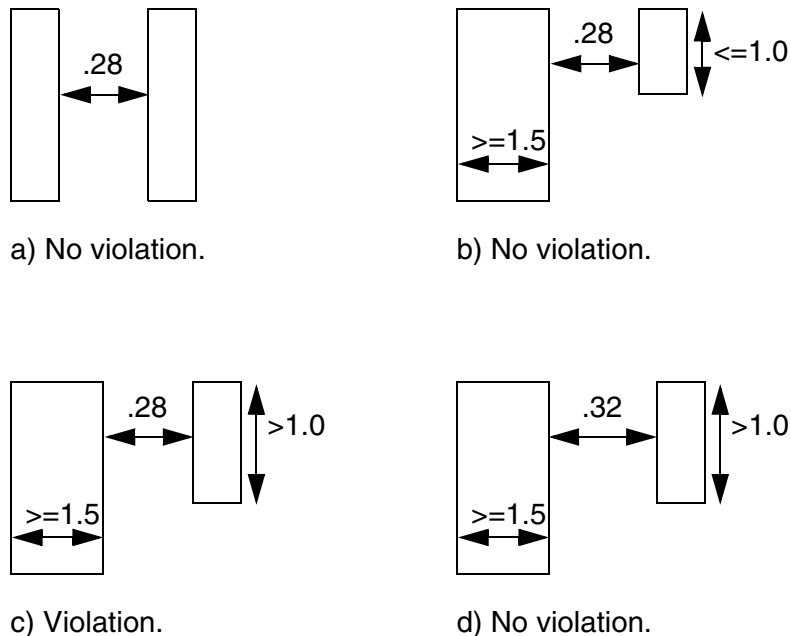 .28
a) No violation.
.28
<=1.0
>=1.5
b) No violation.
.28
>1.0
>=1.5
c) Violation.
.32
>1.0
>=1.5
d) No violation.